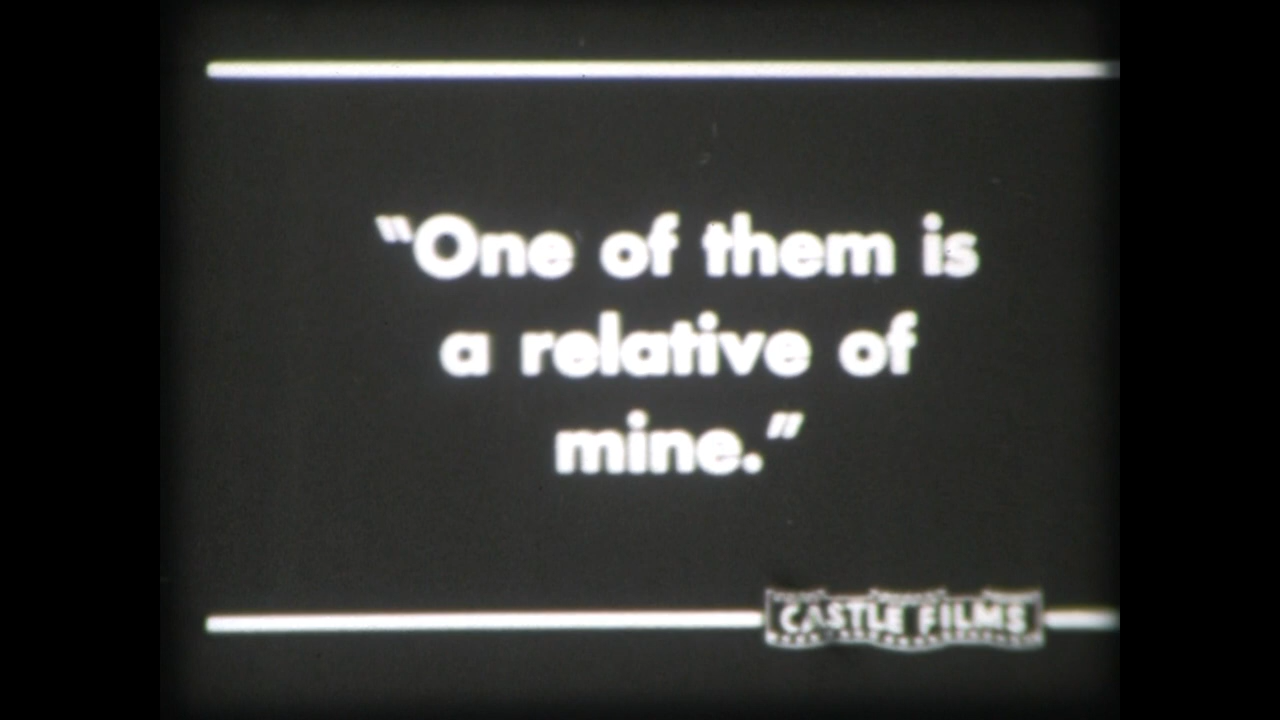 “One of them is
a relative of
mine.”
CASTLE FILMS